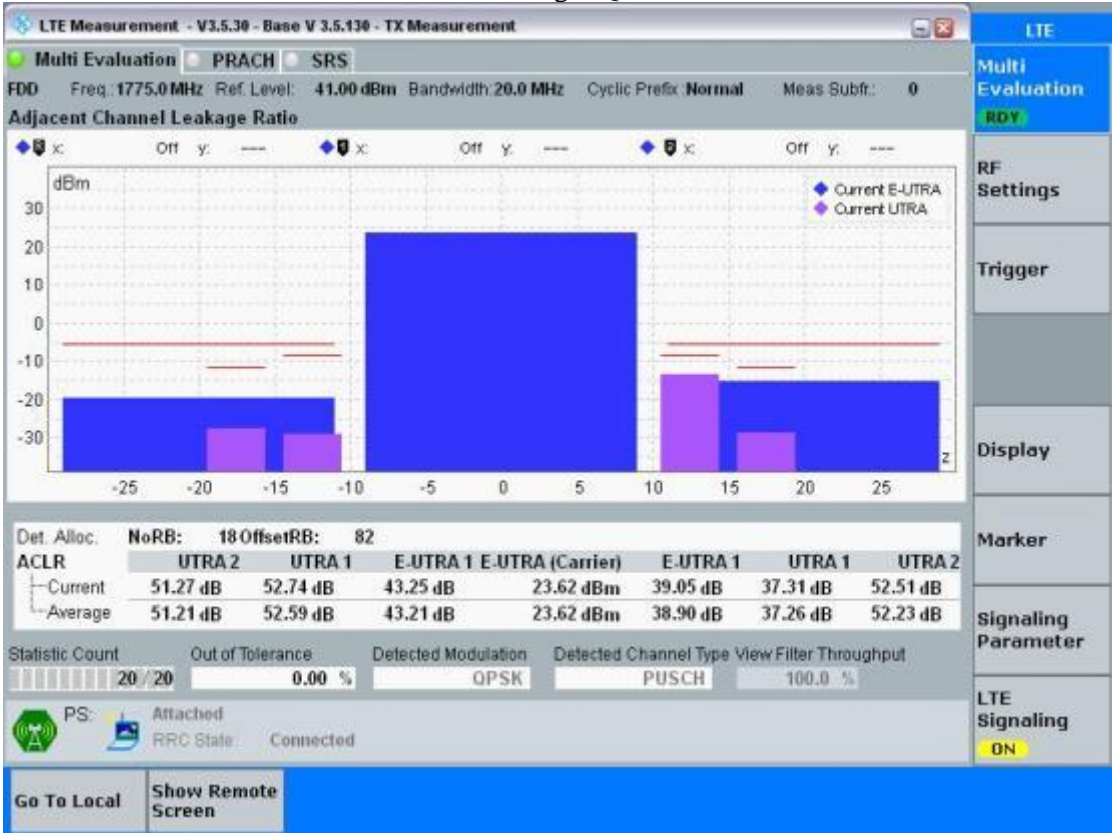 LTE Measurement - V3.5.30 - Base V 3.5.130 - TX Measurement
LTE
Multi Evaluation PRACH SRS
FDD Freq.: 1775.0 MHz Ref. Level: 41.00 dBm Bandwidth: 20.0 MHz Cyclic Prefix: Normal Meas Subfr.: 0
Adjacent Channel Leakage Ratio
x: Off y: --- x: Off y: --- x: Off y: ---
dBm
Current E-UTRA
Current UTRA
30
20
10
0
-10
-20
-30
z
-25 -20 -15 -10 -5 0 5 10 15 20 25
Det. Alloc. NoRB: 18 OffsetRB: 82
ACLR UTRA 2 UTRA 1 E-UTRA 1 E-UTRA (Carrier) E-UTRA 1 UTRA 1 UTRA 2
Current 51.27 dB 52.74 dB 43.25 dB 23.62 dBm 39.05 dB 37.31 dB 52.51 dB
Average 51.21 dB 52.59 dB 43.21 dB 23.62 dBm 38.90 dB 37.26 dB 52.23 dB
Statistic Count Out of Tolerance Detected Modulation Detected Channel Type View Filter Throughput
20 / 20 0.00 % QPSK PUSCH 100.0 %
PS: Attached
RRC State: Connected
Multi
Evaluation
RDY
RF
Settings
Trigger
Display
Marker
Signaling
Parameter
LTE
Signaling
ON
Go To Local
Show Remote
Screen